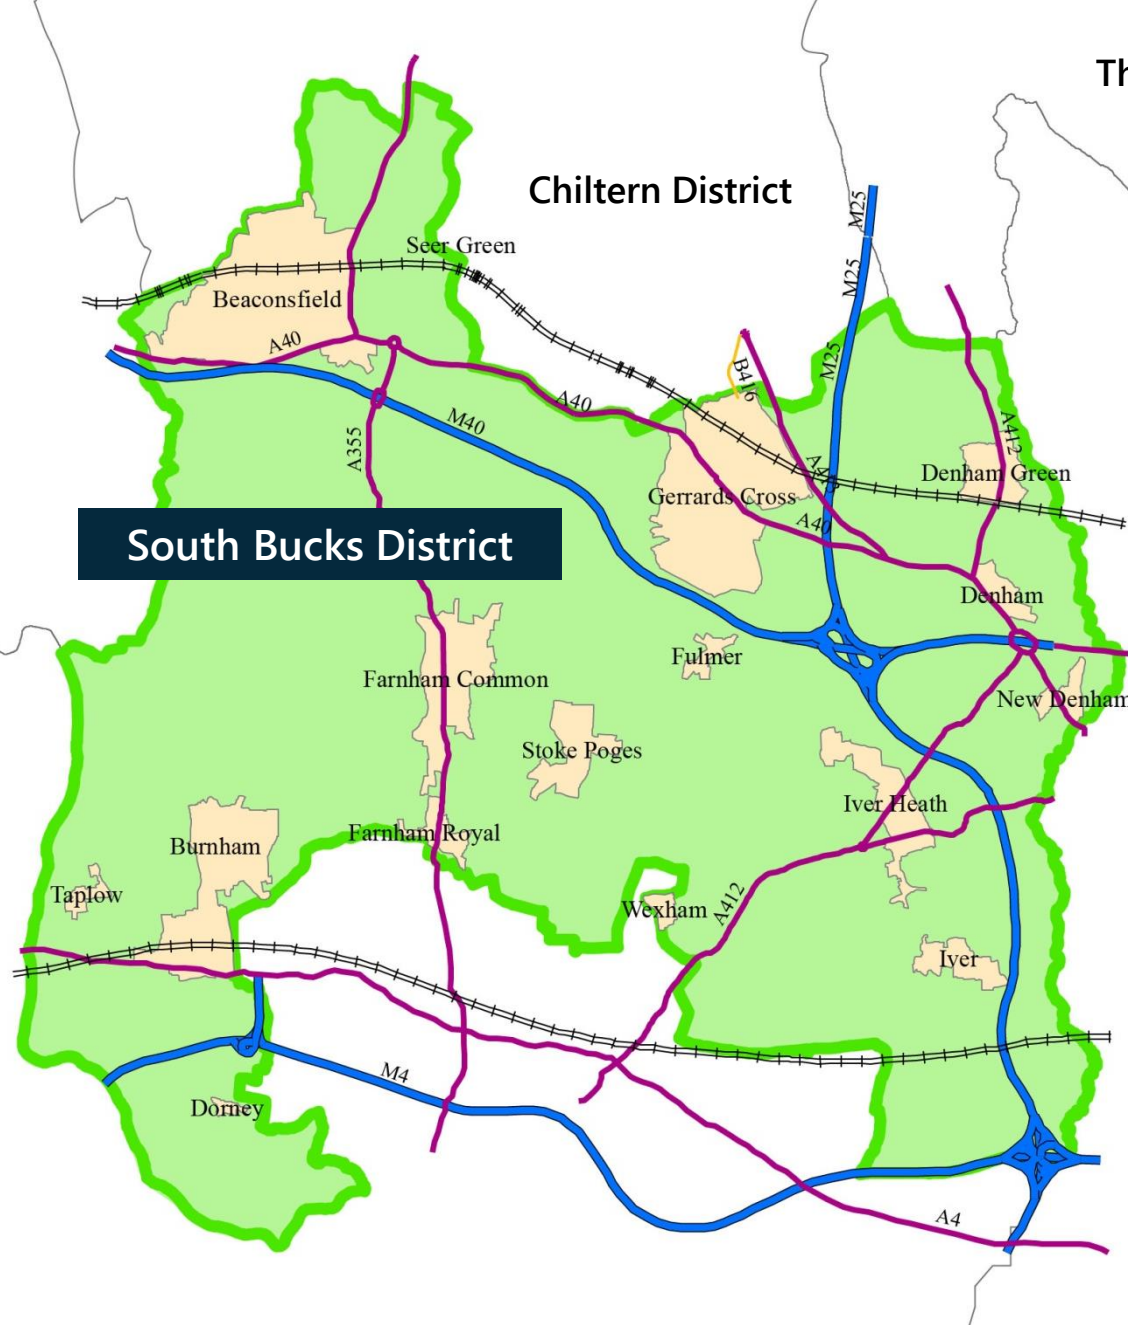 Th
Chiltern District
M25
Seer Green
M25
Beaconsfield
A40
M25
B416
A40
M40
A412
A355
Denham Green
Gerrards Cross
A40
South Bucks District
Denham
Fulmer
Farnham Common
New Denham
Stoke Poges
Iver Heath
Farnham Royal
Burnham
Taplow
Wexham
A412
Iver
M4
Dorney
A4